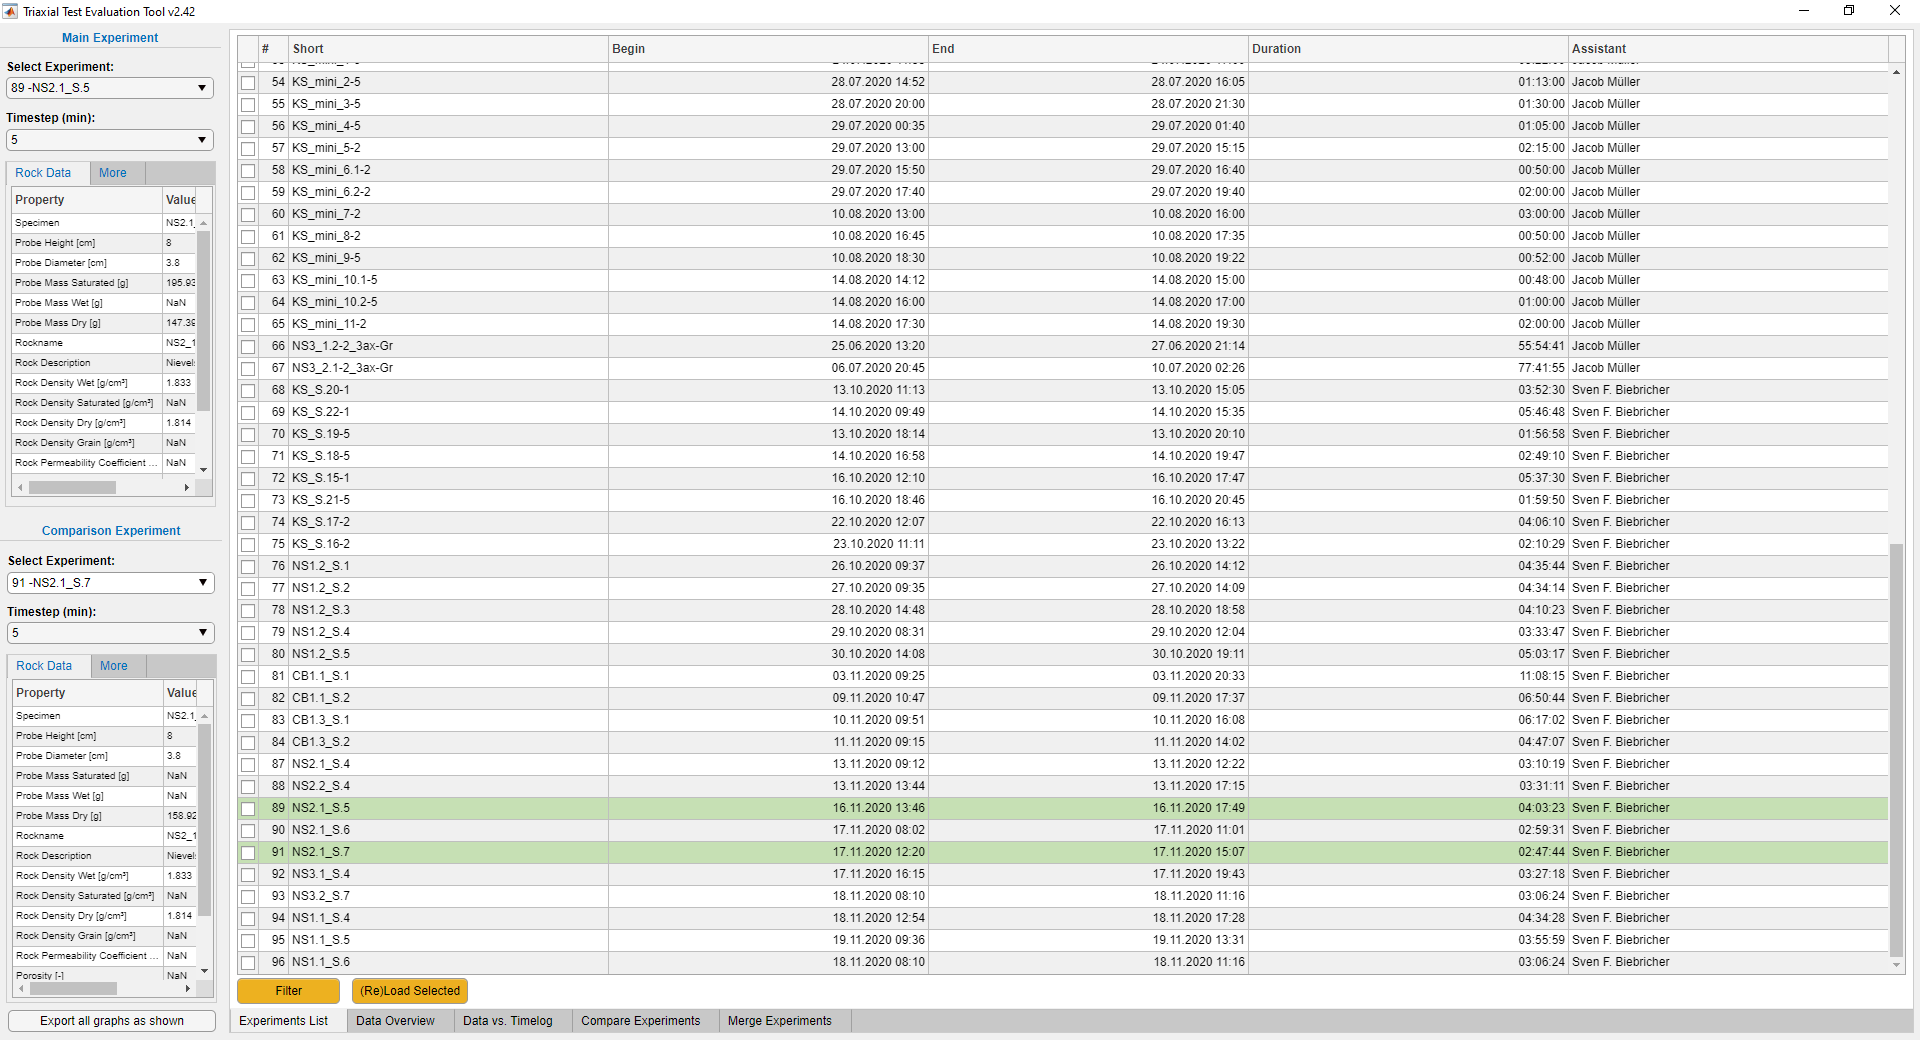 Triaxial Test Evaluation Tool v2.42
Main Experiment
Select Experiment:
89 -NS2.1_S.5
Timestep (min):
5
Rock Data More
Property Value
Specimen NS2.1_
Probe Height [cm] 8
Probe Diameter [cm] 3.8
Probe Mass Saturated [g] 195.93
Probe Mass Wet [g] NaN
Probe Mass Dry [g] 147.39
Rockname NS2_1
Rock Description Nievel
Rock Density Wet [g/cm³] 1.833
Rock Density Saturated [g/cm³] NaN
Rock Density Dry [g/cm³] 1.814
Rock Density Grain [g/cm³] NaN
Rock Permeability Coefficient ... NaN
Comparison Experiment
Select Experiment:
91 -NS2.1_S.7
Timestep (min):
5
Rock Data More
Property Value
Specimen NS2.1_
Probe Height [cm] 8
Probe Diameter [cm] 3.8
Probe Mass Saturated [g] NaN
Probe Mass Wet [g] NaN
Probe Mass Dry [g] 158.92
Rockname NS2_1
Rock Description Nievel
Rock Density Wet [g/cm³] 1.833
Rock Density Saturated [g/cm³] NaN
Rock Density Dry [g/cm³] 1.814
Rock Density Grain [g/cm³] NaN
Rock Permeability Coefficient ... NaN
Porosity [-] NaN
Export all graphs as shown
# Short Begin End Duration Assistant
54 KS_mini_2-5 28.07.2020 14:52 28.07.2020 16:05 01:13:00 Jacob Müller
55 KS_mini_3-5 28.07.2020 20:00 28.07.2020 21:30 01:30:00 Jacob Müller
56 KS_mini_4-5 29.07.2020 00:35 29.07.2020 01:40 01:05:00 Jacob Müller
57 KS_mini_5-2 29.07.2020 13:00 29.07.2020 15:15 02:15:00 Jacob Müller
58 KS_mini_6.1-2 29.07.2020 15:50 29.07.2020 16:40 00:50:00 Jacob Müller
59 KS_mini_6.2-2 29.07.2020 17:40 29.07.2020 19:40 02:00:00 Jacob Müller
60 KS_mini_7-2 10.08.2020 13:00 10.08.2020 16:00 03:00:00 Jacob Müller
61 KS_mini_8-2 10.08.2020 16:45 10.08.2020 17:35 00:50:00 Jacob Müller
62 KS_mini_9-5 10.08.2020 18:30 10.08.2020 19:22 00:52:00 Jacob Müller
63 KS_mini_10.1-5 14.08.2020 14:12 14.08.2020 15:00 00:48:00 Jacob Müller
64 KS_mini_10.2-5 14.08.2020 16:00 14.08.2020 17:00 01:00:00 Jacob Müller
65 KS_mini_11-2 14.08.2020 17:30 14.08.2020 19:30 02:00:00 Jacob Müller
66 NS3_1.2-2_3ax-Gr 25.06.2020 13:20 27.06.2020 21:14 55:54:41 Jacob Müller
67 NS3_2.1-2_3ax-Gr 06.07.2020 20:45 10.07.2020 02:26 77:41:55 Jacob Müller
68 KS_S.20-1 13.10.2020 11:13 13.10.2020 15:05 03:52:30 Sven F. Biebricher
69 KS_S.22-1 14.10.2020 09:49 14.10.2020 15:35 05:46:48 Sven F. Biebricher
70 KS_S.19-5 13.10.2020 18:14 13.10.2020 20:10 01:56:58 Sven F. Biebricher
71 KS_S.18-5 14.10.2020 16:58 14.10.2020 19:47 02:49:10 Sven F. Biebricher
72 KS_S.15-1 16.10.2020 12:10 16.10.2020 17:47 05:37:30 Sven F. Biebricher
73 KS_S.21-5 16.10.2020 18:46 16.10.2020 20:45 01:59:50 Sven F. Biebricher
74 KS_S.17-2 22.10.2020 12:07 22.10.2020 16:13 04:06:10 Sven F. Biebricher
75 KS_S.16-2 23.10.2020 11:11 23.10.2020 13:22 02:10:29 Sven F. Biebricher
76 NS1.2_S.1 26.10.2020 09:37 26.10.2020 14:12 04:35:44 Sven F. Biebricher
77 NS1.2_S.2 27.10.2020 09:35 27.10.2020 14:09 04:34:14 Sven F. Biebricher
78 NS1.2_S.3 28.10.2020 14:48 28.10.2020 18:58 04:10:23 Sven F. Biebricher
79 NS1.2_S.4 29.10.2020 08:31 29.10.2020 12:04 03:33:47 Sven F. Biebricher
80 NS1.2_S.5 30.10.2020 14:08 30.10.2020 19:11 05:03:17 Sven F. Biebricher
81 CB1.1_S.1 03.11.2020 09:25 03.11.2020 20:33 11:08:15 Sven F. Biebricher
82 CB1.1_S.2 09.11.2020 10:47 09.11.2020 17:37 06:50:44 Sven F. Biebricher
83 CB1.3_S.1 10.11.2020 09:51 10.11.2020 16:08 06:17:02 Sven F. Biebricher
84 CB1.3_S.2 11.11.2020 09:15 11.11.2020 14:02 04:47:07 Sven F. Biebricher
87 NS2.1_S.4 13.11.2020 09:12 13.11.2020 12:22 03:10:19 Sven F. Biebricher
88 NS2.2_S.4 13.11.2020 13:44 13.11.2020 17:15 03:31:11 Sven F. Biebricher
89 NS2.1_S.5 16.11.2020 13:46 16.11.2020 17:49 04:03:23 Sven F. Biebricher
90 NS2.1_S.6 17.11.2020 08:02 17.11.2020 11:01 02:59:31 Sven F. Biebricher
91 NS2.1_S.7 17.11.2020 12:20 17.11.2020 15:07 02:47:44 Sven F. Biebricher
92 NS3.1_S.4 17.11.2020 16:15 17.11.2020 19:43 03:27:18 Sven F. Biebricher
93 NS3.2_S.7 18.11.2020 08:10 18.11.2020 11:16 03:06:24 Sven F. Biebricher
94 NS1.1_S.4 18.11.2020 12:54 18.11.2020 17:28 04:34:28 Sven F. Biebricher
95 NS1.1_S.5 19.11.2020 09:36 19.11.2020 13:31 03:55:59 Sven F. Biebricher
96 NS1.1_S.6 18.11.2020 08:10 18.11.2020 11:16 03:06:24 Sven F. Biebricher
Filter (Re)Load Selected
Experiments List Data Overview Data vs. Timelog Compare Experiments Merge Experiments